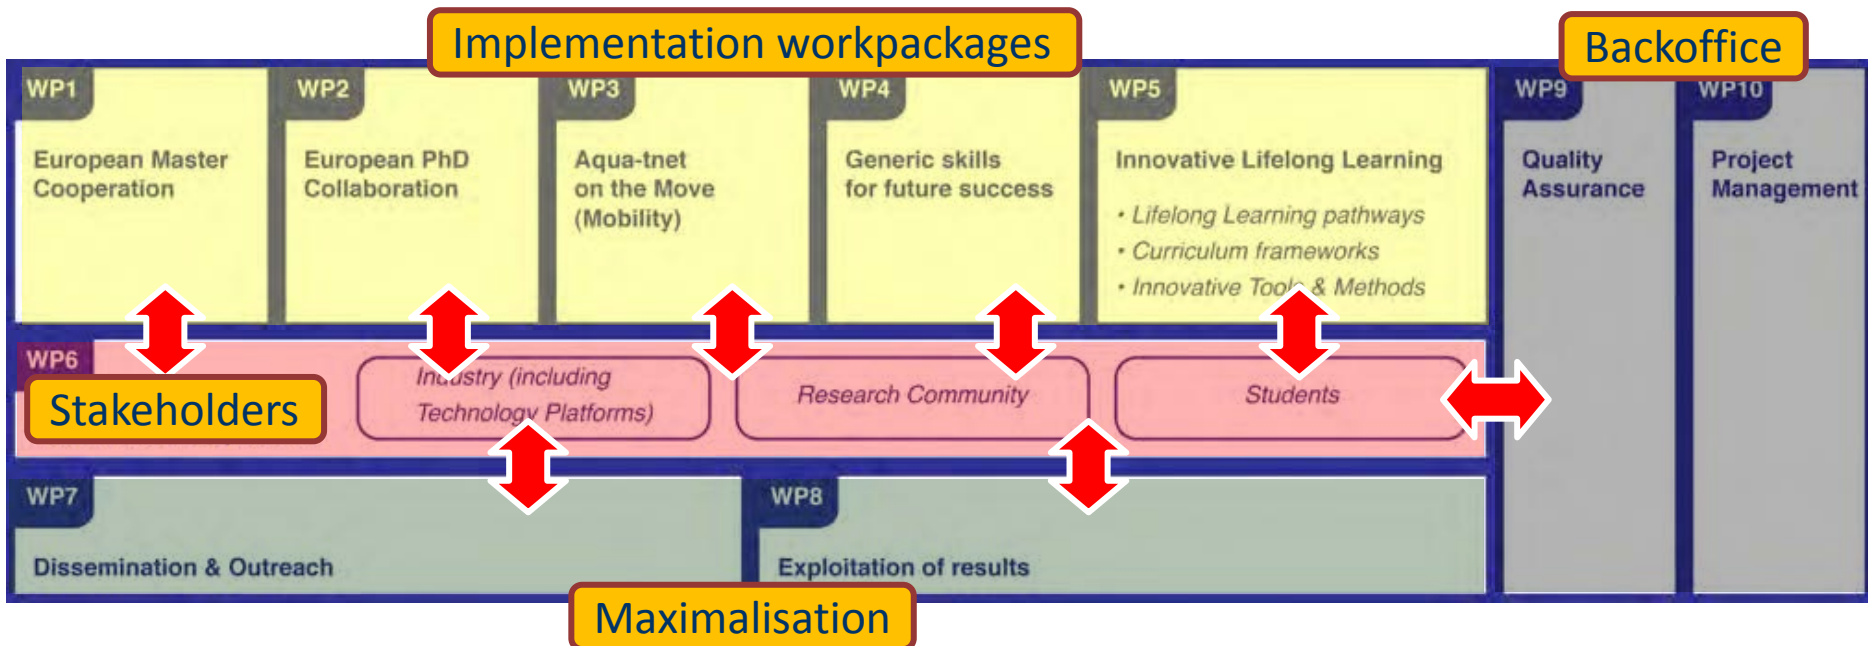 Implementation workpackages
Backoffice
WP1
WP2
WP3
WP4
WP5
WP9
WP10
European Master
Cooperation
European PhD
Collaboration
Aqua-tnet
on the Move
(Mobility)
Generic skills
for future success
Innovative Lifelong Learning
• Lifelong Learning pathways
• Curriculum frameworks
• Innovative Tools & Methods
Quality
Assurance
Project
Management
WP6
Stakeholders
Industry (including
Technology Platforms)
Research Community
Students
WP7
WP8
Dissemination & Outreach
Exploitation of results
Maximalisation